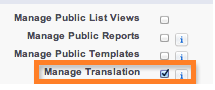 Manage Public List Views
Manage Public Reports i
Manage Public Templates i
Manage Translation i